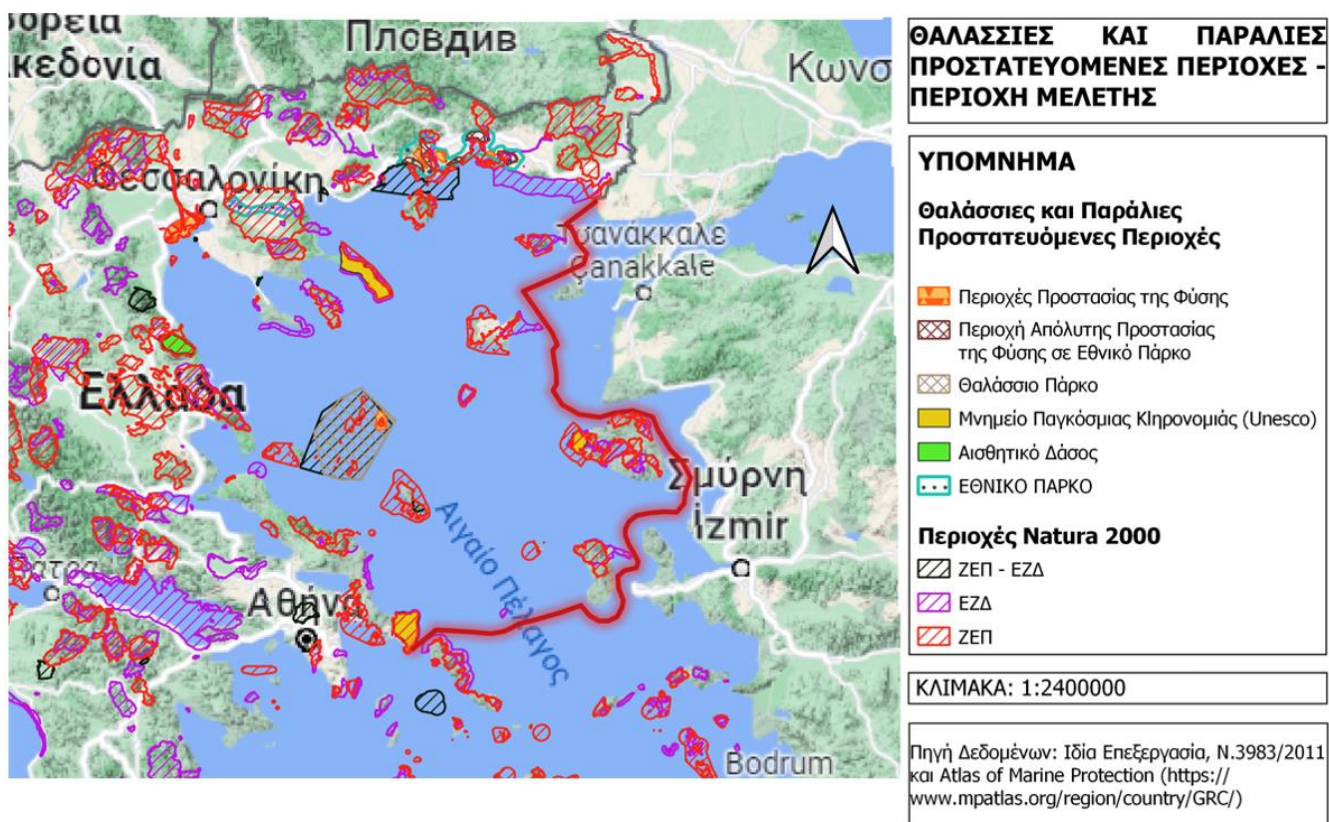 Пловдив
κεδονία
Θεσσαλονίκη
Τσανάκκαλε
Çanakkale
Ελλάδα
Σμύρνη
İzmir
Αιγαίο Πέλαγος
Αθήνα
Bodrum
ΘΑΛΑΣΣΙΕΣ ΚΑΙ ΠΑΡΑΛΙΕΣ
ΠΡΟΣΤΑΤΕΥΟΜΕΝΕΣ ΠΕΡΙΟΧΕΣ -
ΠΕΡΙΟΧΗ ΜΕΛΕΤΗΣ
ΥΠΟΜΝΗΜΑ
Θαλάσσιες και Παράλιες
Προστατευόμενες Περιοχές
Περιοχές Προστασίας της Φύσης
Περιοχή Απόλυτης Προστασίας
της Φύσης σε Εθνικό Πάρκο
Θαλάσσιο Πάρκο
Μνημείο Παγκόσμιας Κληρονομιάς (Unesco)
Αισθητικό Δάσος
ΕΘΝΙΚΟ ΠΑΡΚΟ
Περιοχές Natura 2000
ΖΕΠ - ΕΖΔ
ΕΖΔ
ΖΕΠ
ΚΛΙΜΑΚΑ: 1:2400000
Πηγή Δεδομένων: Ιδία Επεξεργασία, Ν.3983/2011
και Atlas of Marine Protection (https://
www.mpatlas.org/region/country/GRC/)